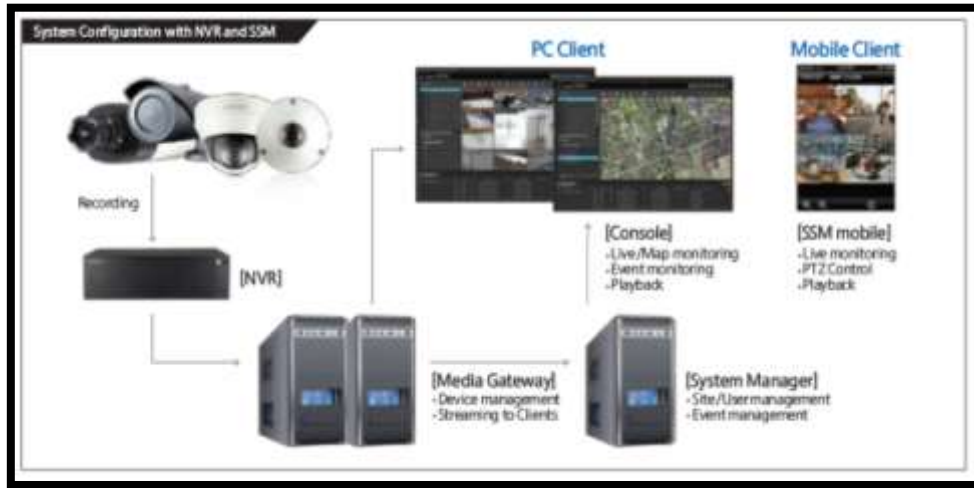 System Configuration with NVR and SSM
PC Client
Mobile Client
Recording
[NVR]
[Console]
-Live/Map monitoring
-Event monitoring
-Playback
[SSM mobile]
-Live monitoring
-PTZ Control
-Playback
[Media Gateway]
-Device management
-Streaming to Clients
[System Manager]
-Site/User management
-Event management